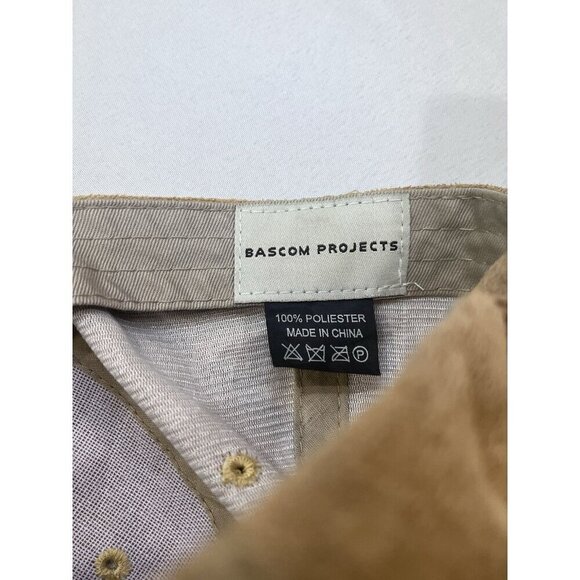 BASCOM PROJECTS
100% POLIESTER
MADE IN CHINA
P